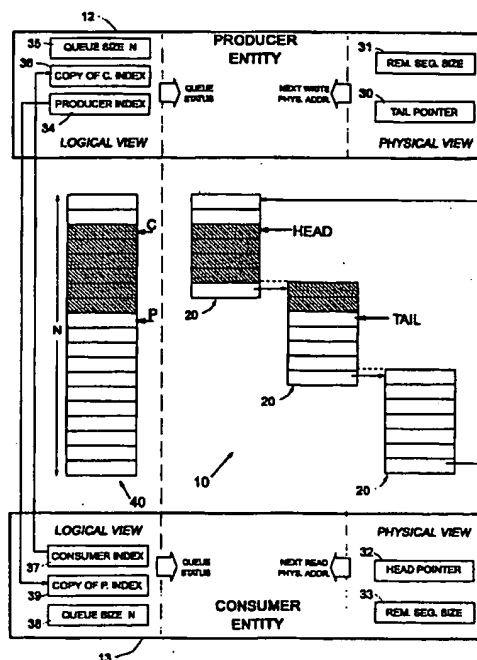 12
35
QUEUE SIZE N
36
COPY OF C. INDEX
PRODUCER INDEX
34
LOGICAL VIEW
PRODUCER
ENTITY
QUEUE
STATUS
NEXT WRITE
PHYS. ADDR.
31
REM. SEG. SIZE
30
TAIL POINTER
PHYSICAL VIEW
C
HEAD
N
P
20
TAIL
20
10
20
40
LOGICAL VIEW
CONSUMER INDEX
37
COPY OF P. INDEX
39
QUEUE SIZE N
38
QUEUE
STATUS
NEXT READ
PHYS. ADDR.
CONSUMER
ENTITY
PHYSICAL VIEW
32
HEAD POINTER
33
REM. SEG. SIZE
13